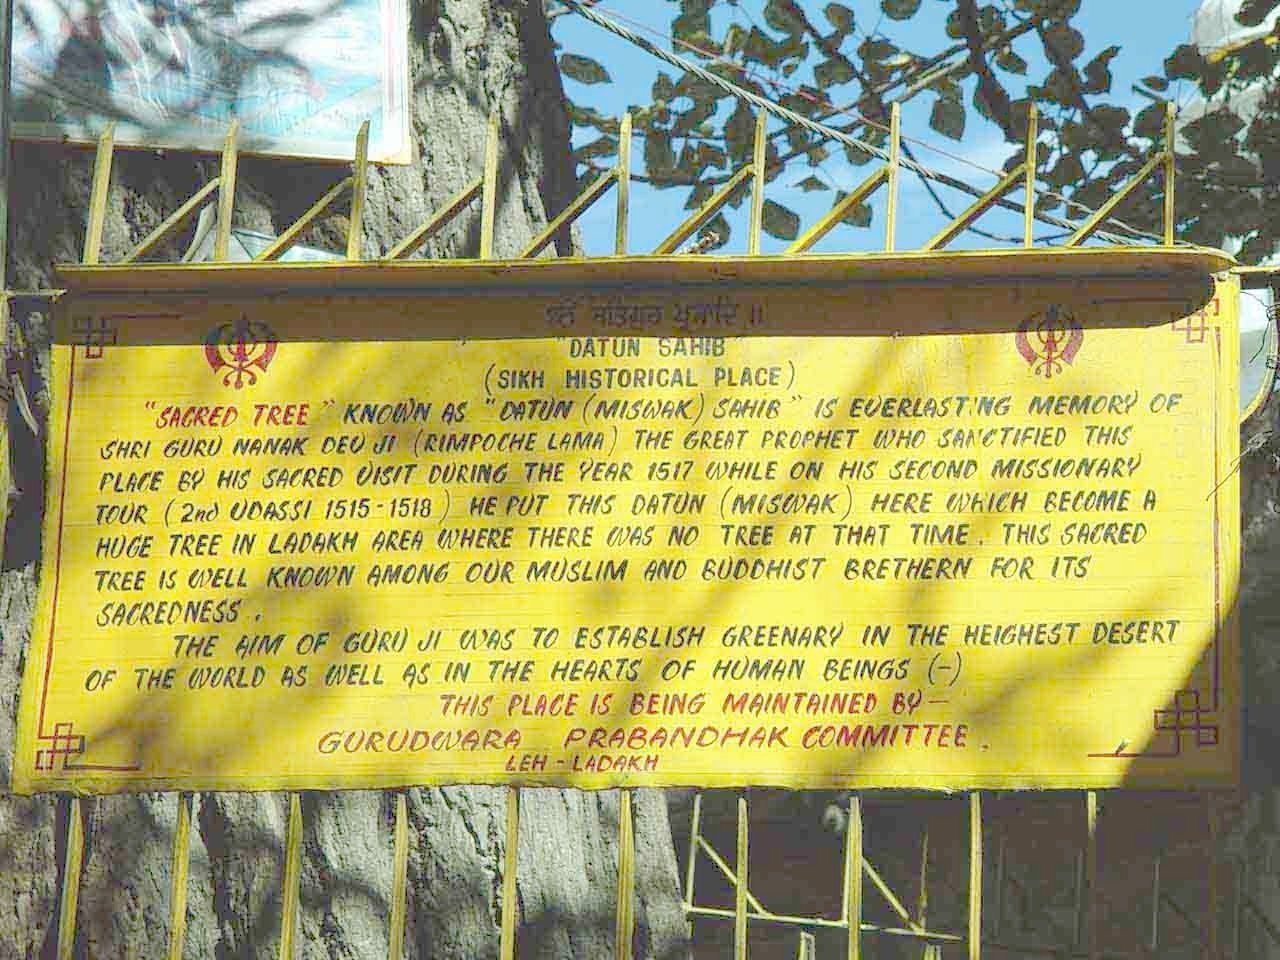 ੴ ਸਤਿਗੁਰ ਪ੍ਰਸਾਦਿ ॥
"DATUN SAHIB"
(SIKH HISTORICAL PLACE)
"SACRED TREE" KNOWN AS "DATUN (MISWAK) SAHIB" IS EVERLASTING MEMORY OF
SHRI GURU NANAK DEV JI (RIMPOCHE LAMA) THE GREAT PROPHET WHO SANCTIFIED THIS
PLACE BY HIS SACRED VISIT DURING THE YEAR 1517 WHILE ON HIS SECOND MISSIONARY
TOUR (2nd UDASSI 1515-1518) HE PUT THIS DATUN (MISWAK) HERE WHICH BECOME A
HUGE TREE IN LADAKH AREA WHERE THERE WAS NO TREE AT THAT TIME. THIS SACRED
TREE IS WELL KNOWN AMONG OUR MUSLIM AND BUDDHIST BRETHERN FOR ITS
SACREDNESS.
THE AIM OF GURU JI WAS TO ESTABLISH GREENARY IN THE HEIGHEST DESERT
OF THE WORLD AS WELL AS IN THE HEARTS OF HUMAN BEINGS (-)
THIS PLACE IS BEING MAINTAINED BY-
GURUDWARA PRABANDHAK COMMITTEE.
LEH - LADAKH